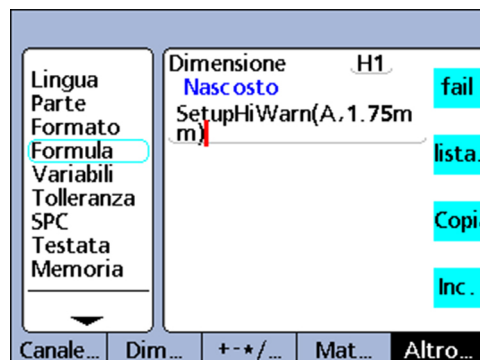 Lingua
Parte
Formato
Formula
Variabili
Tolleranza
SPC
Testata
Memoria
Dimensione H1
Nascosto
SetupHiWarn(A,1.75m
m)
fail
lista.
Copi
Inc.
Canale... Dim... +-*/... Mat... Altro...